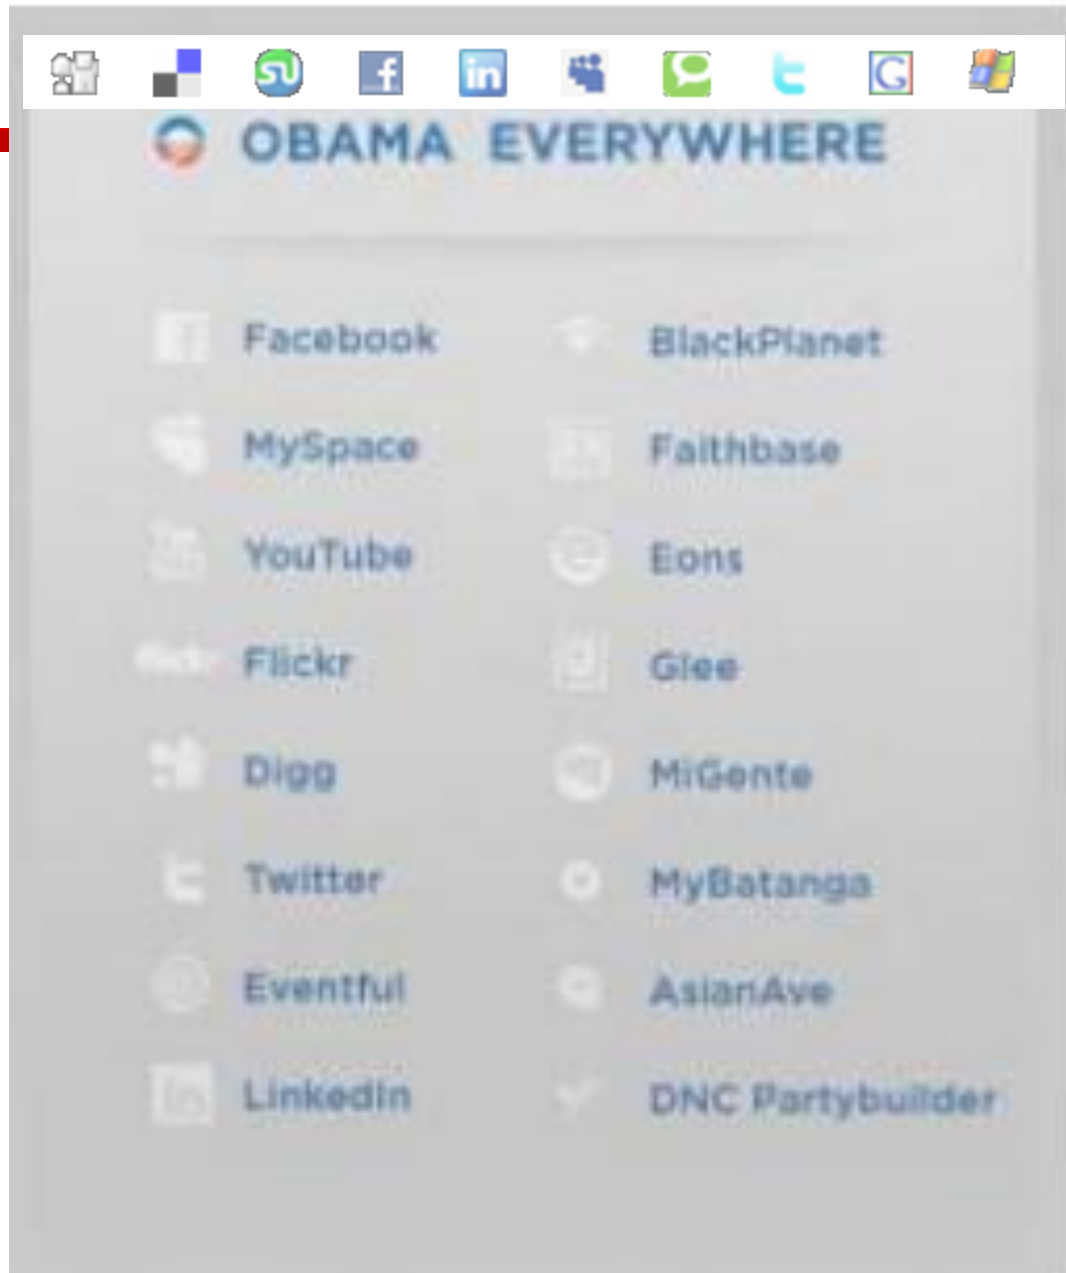 OBAMA EVERYWHERE
Facebook
BlackPlanet
MySpace
Faithbase
YouTube
Eons
Flickr
Glee
Digg
MiGente
Twitter
MyBatanga
Eventful
AsianAve
LinkedIn
DNC Partybuilder